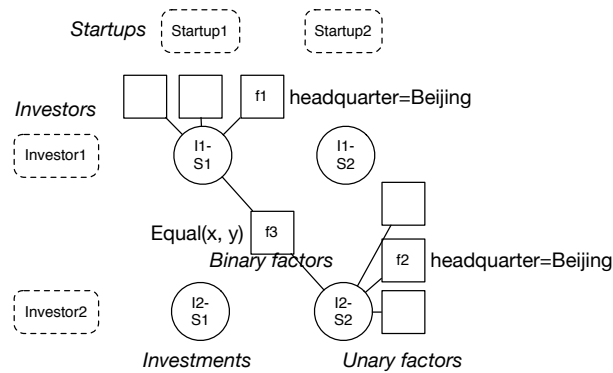 Startups
Startup1
Startup2
f1
headquarter=Beijing
Investors
Investor1
I1-
S1
I1-
S2
Equal(x, y)
f3
Binary factors
f2
headquarter=Beijing
Investor2
I2-
S1
I2-
S2
Investments
Unary factors